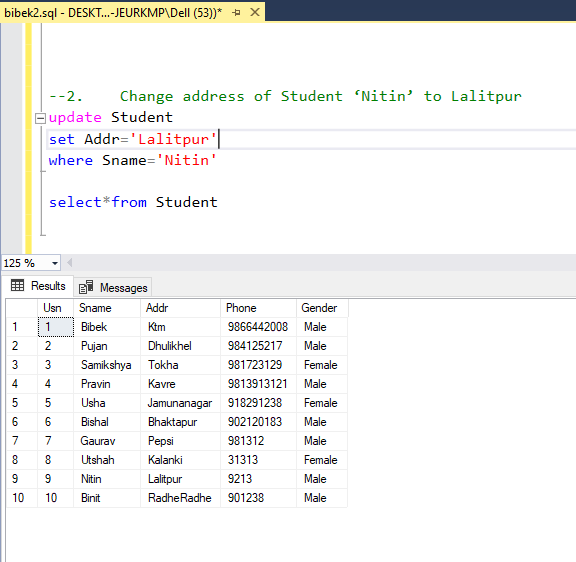 bibek2.sql - DESKT...-JEURKMP\Dell (53))*
--2.    Change address of Student ‘Nitin’ to Lalitpur
update Student
set Addr='Lalitpur'
where Sname='Nitin'
select*from Student
125 %
Results Messages
Usn Sname Addr Phone Gender
1 1 Bibek Ktm 9866442008 Male
2 2 Pujan Dhulikhel 984125217 Male
3 3 Samikshya Tokha 981723129 Female
4 4 Pravin Kavre 9813913121 Male
5 5 Usha Jamunanagar 918291238 Female
6 6 Bishal Bhaktapur 902120183 Male
7 7 Gaurav Pepsi 981312 Male
8 8 Utshah Kalanki 31313 Female
9 9 Nitin Lalitpur 9213 Male
10 10 Binit RadheRadhe 901238 Male